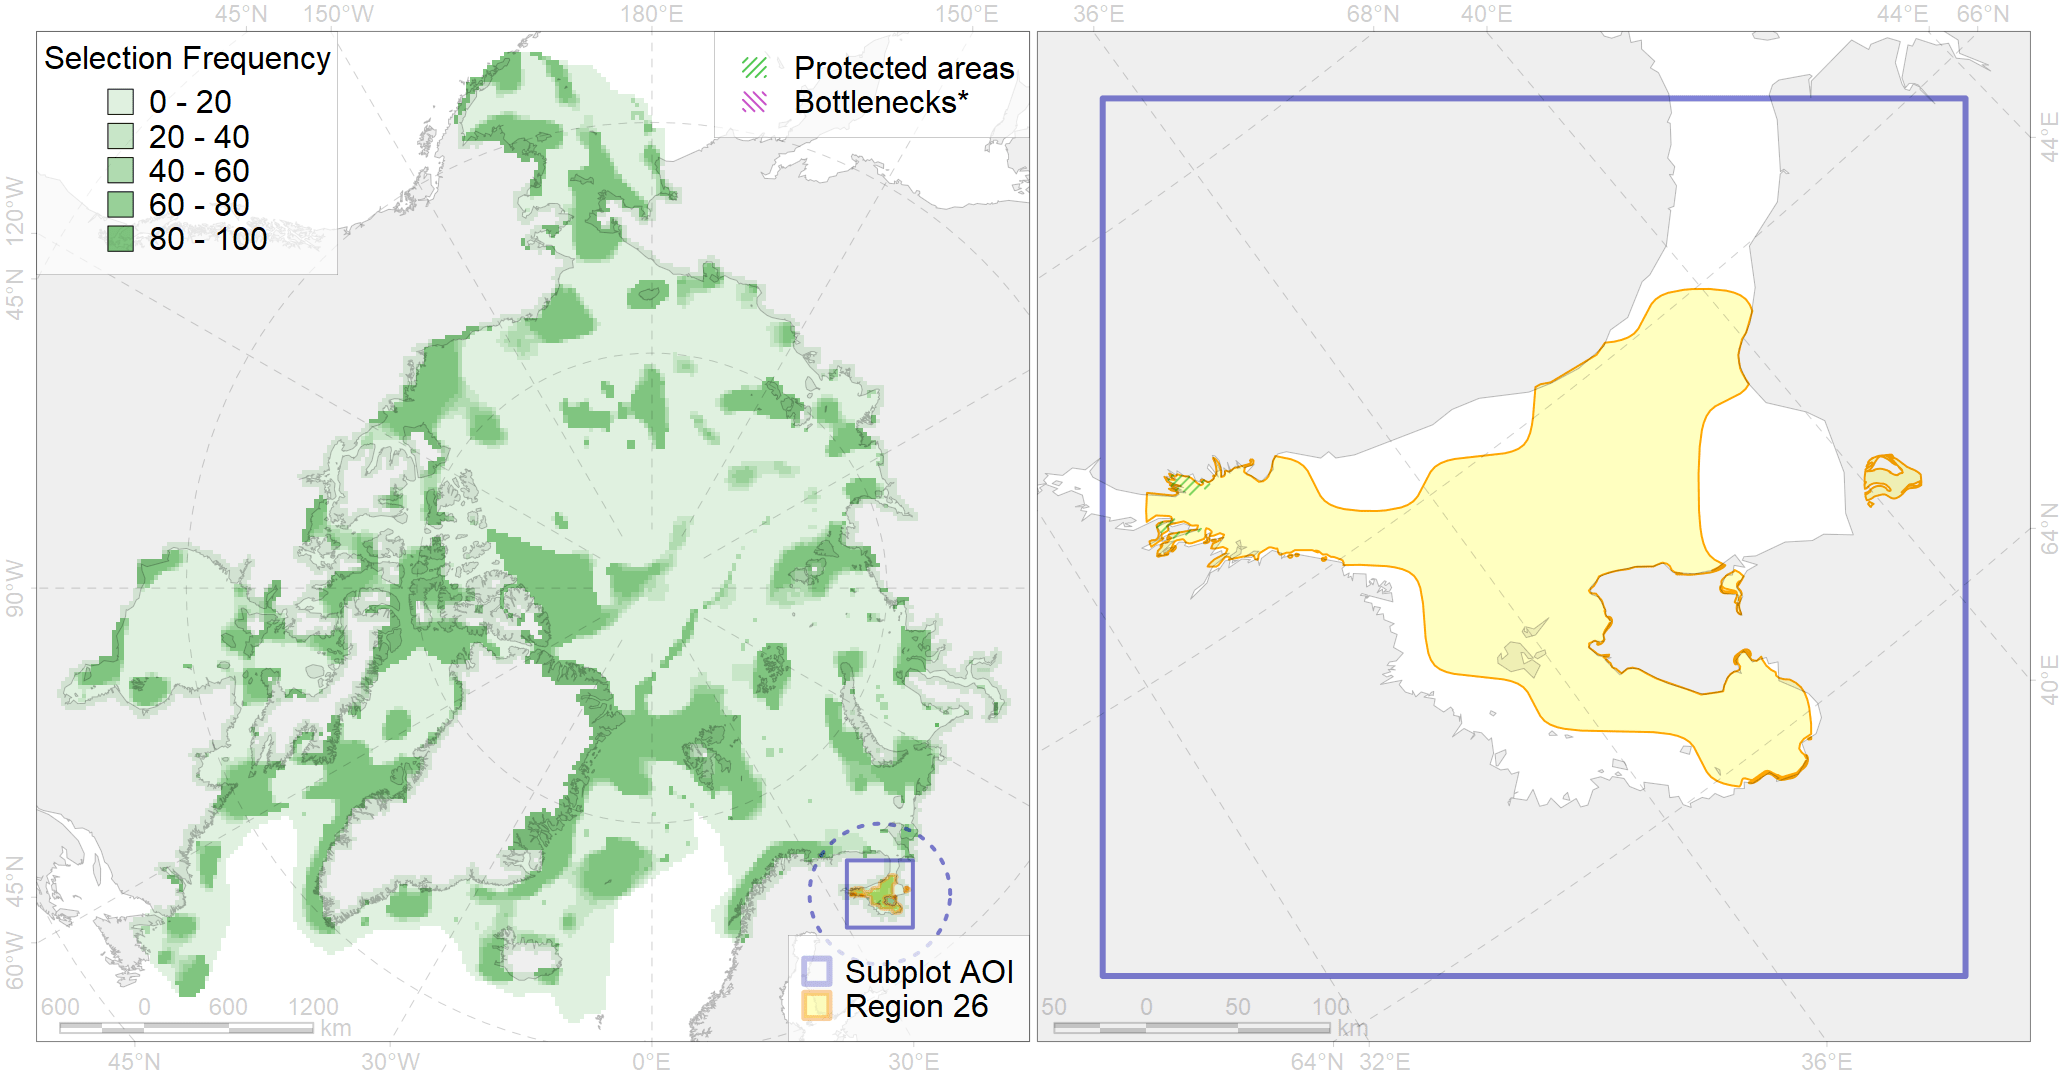 45°N 150°W 180°E 150°E 36°E 68°N 40°E 44°E 66°N
Selection Frequency
0 - 20
20 - 40
40 - 60
60 - 80
80 - 100
Protected areas
Bottlenecks*
120°W
45°N
90°W
45°N
60°W
44°E
64°N
40°E
Subplot AOI
Region 26
600 0 600 1200
km
50 0 50 100
km
45°N 30°W 0°E 30°E 64°N 32°E 36°E